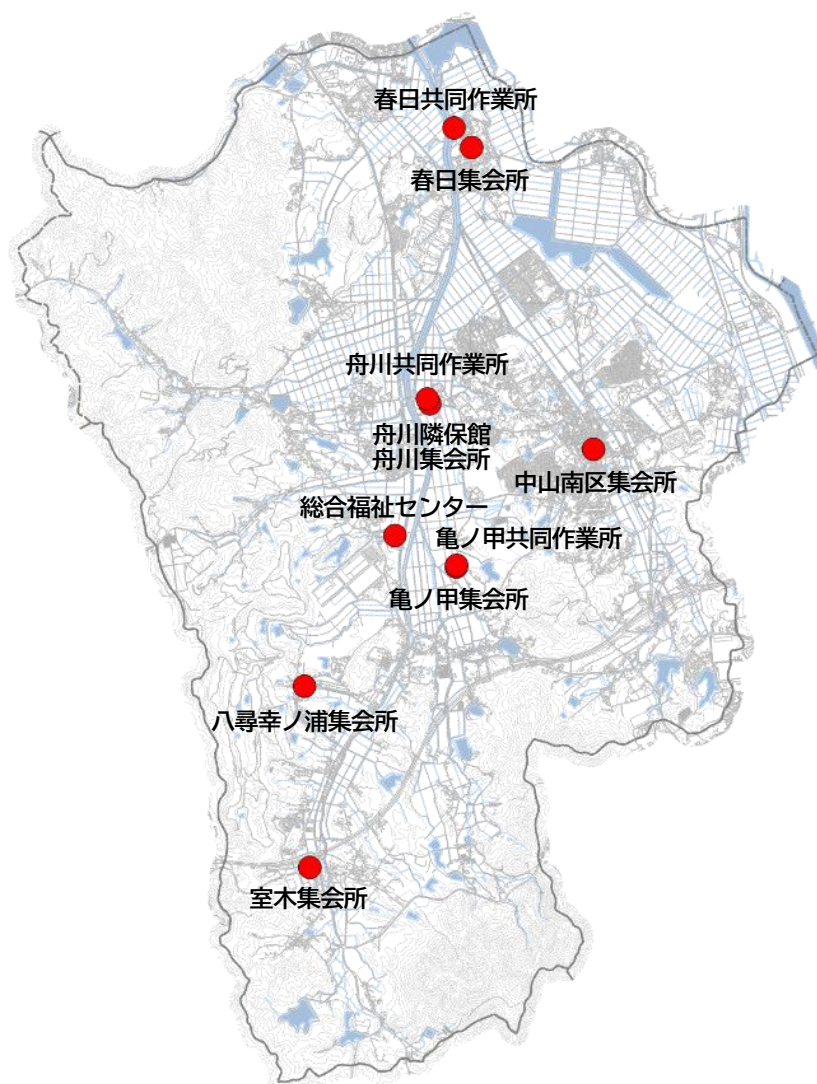 春日共同作業所
春日集会所
舟川共同作業所
舟川隣保館
舟川集会所
中山南区集会所
総合福祉センター
亀ノ甲共同作業所
亀ノ甲集会所
八尋幸ノ浦集会所
室木集会所